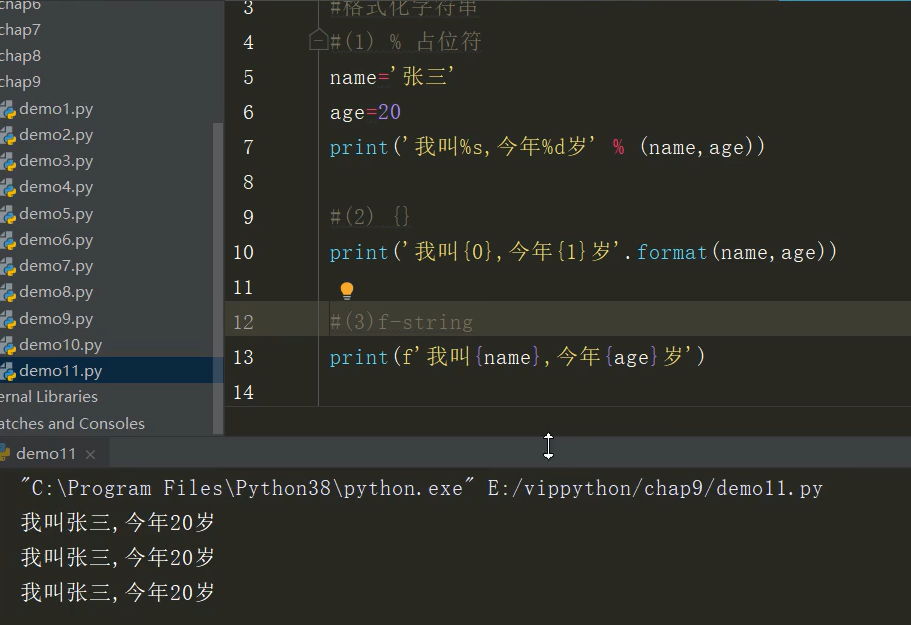 chap6
chap7
chap8
chap9
demo1.py
demo2.py
demo3.py
demo4.py
demo5.py
demo6.py
demo7.py
demo8.py
demo9.py
demo10.py
demo11.py
ernal Libraries
atches and Consoles
3 #格式化字符串
4 #(1) % 占位符
5 name='张三'
6 age=20
7 print('我叫%s,今年%d岁' % (name,age))
8
9 #(2) {}
10 print('我叫{0},今年{1}岁'.format(name,age))
11
12 #(3)f-string
13 print(f'我叫{name},今年{age}岁')
14
demo11 ×
"C:\Program Files\Python38\python.exe" E:/vippython/chap9/demo11.py
我叫张三,今年20岁
我叫张三,今年20岁
我叫张三,今年20岁